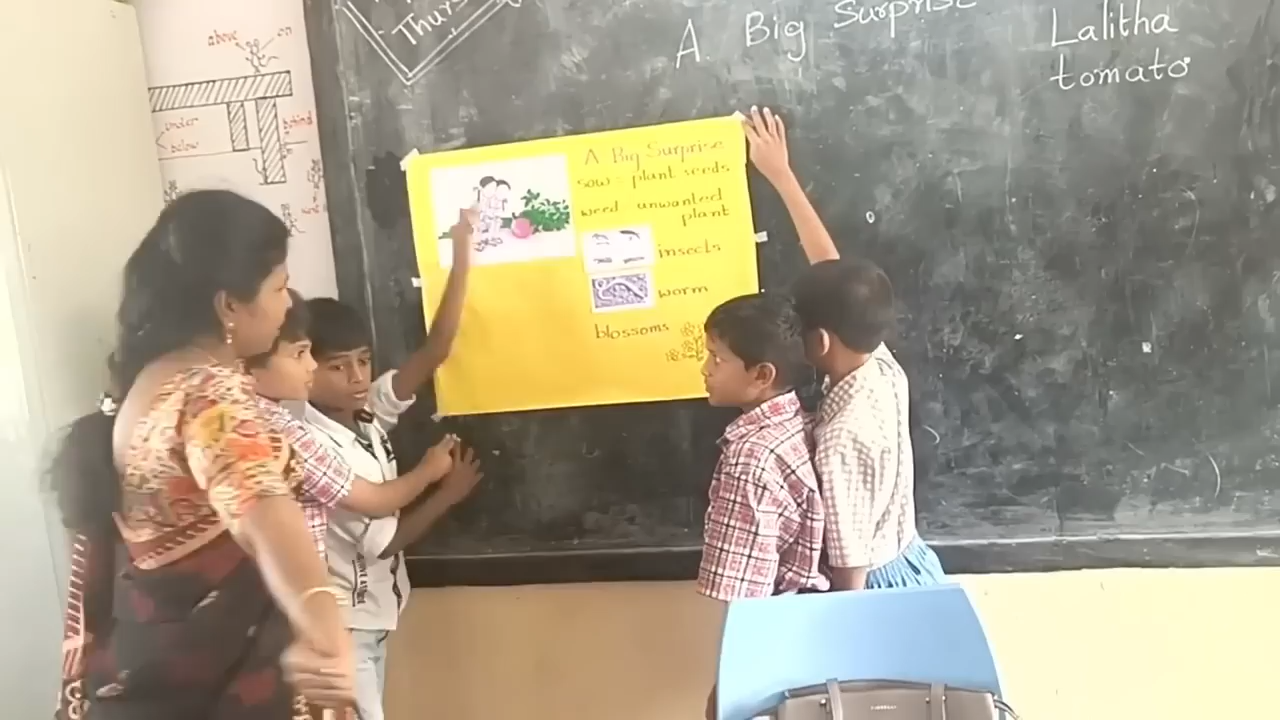 Thurs
A Big Surprise
Lalitha
tomato
above
on
under
below
behind
A Big Surprise
sow = plant seeds
weed unwanted
plant
insects
worm
blossoms